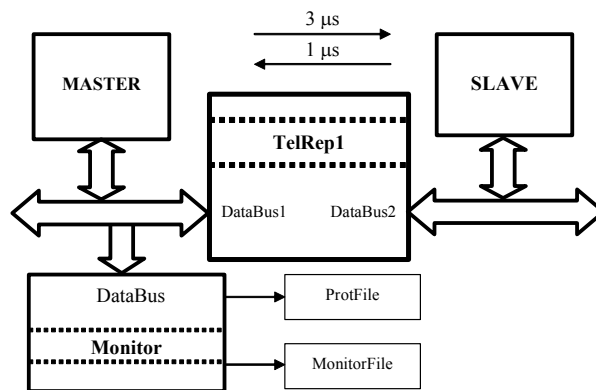 3 μs
1 μs
MASTER
SLAVE
TelRep1
DataBus1
DataBus2
DataBus
ProtFile
Monitor
MonitorFile